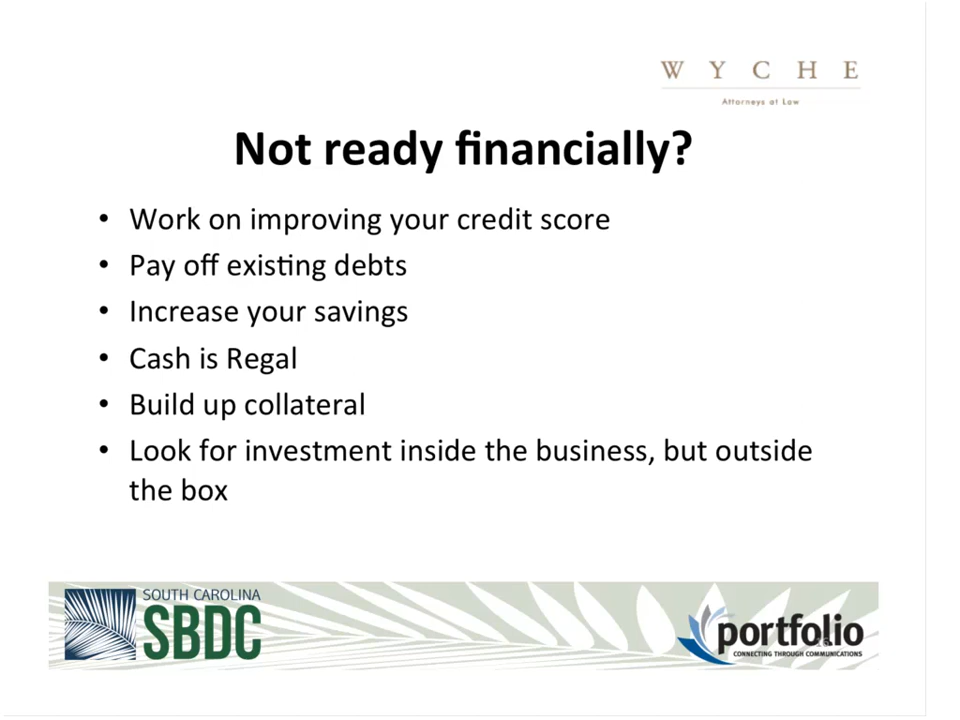 W Y C H E
Attorneys at Law
Not ready financially?
• Work on improving your credit score
• Pay off existing debts
• Increase your savings
• Cash is Regal
• Build up collateral
• Look for investment inside the business, but outside
the box
SOUTH CAROLINA
SBDC
portfolio
CONNECTING THROUGH COMMUNICATIONS